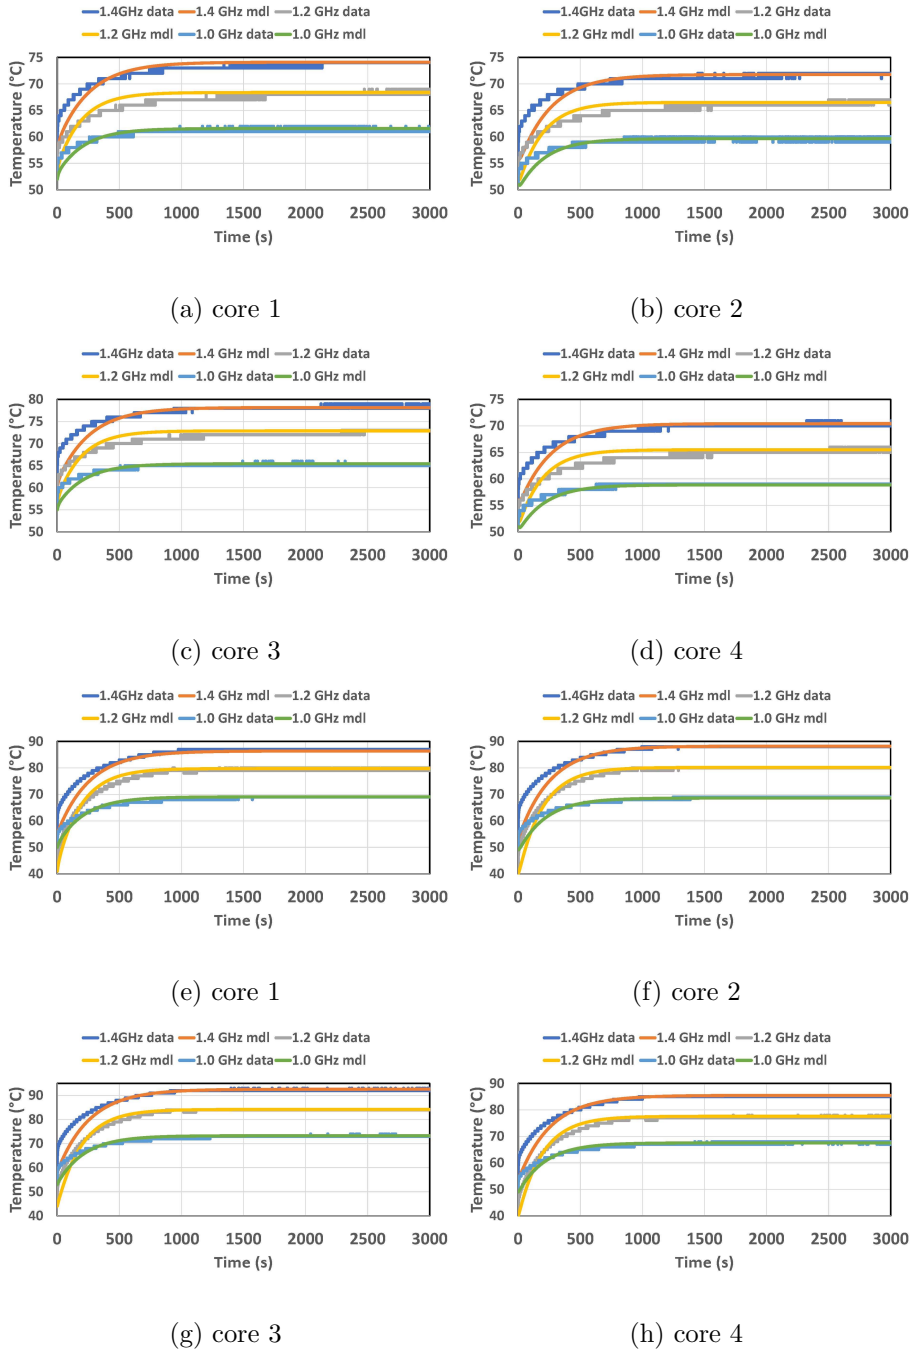 1.4GHz data 1.4 GHz mdl 1.2 GHz data
1.2 GHz mdl 1.0 GHz data 1.0 GHz mdl
Temperature (°C)
75
70
65
60
55
50
0 500 1000 1500 2000 2500 3000
Time (s)
(a) core 1
1.4GHz data 1.4 GHz mdl 1.2 GHz data
1.2 GHz mdl 1.0 GHz data 1.0 GHz mdl
Temperature (°C)
75
70
65
60
55
50
0 500 1000 1500 2000 2500 3000
Time (s)
(b) core 2
1.4GHz data 1.4 GHz mdl 1.2 GHz data
1.2 GHz mdl 1.0 GHz data 1.0 GHz mdl
Temperature (°C)
80
75
70
65
60
55
50
0 500 1000 1500 2000 2500 3000
Time (s)
(c) core 3
1.4GHz data 1.4 GHz mdl 1.2 GHz data
1.2 GHz mdl 1.0 GHz data 1.0 GHz mdl
Temperature (°C)
75
70
65
60
55
50
0 500 1000 1500 2000 2500 3000
Time (s)
(d) core 4
1.4GHz data 1.4 GHz mdl 1.2 GHz data
1.2 GHz mdl 1.0 GHz data 1.0 GHz mdl
Temperature (°C)
90
80
70
60
50
40
0 500 1000 1500 2000 2500 3000
Time (s)
(e) core 1
1.4GHz data 1.4 GHz mdl 1.2 GHz data
1.2 GHz mdl 1.0 GHz data 1.0 GHz mdl
Temperature (°C)
90
80
70
60
50
40
0 500 1000 1500 2000 2500 3000
Time (s)
(f) core 2
1.4GHz data 1.4 GHz mdl 1.2 GHz data
1.2 GHz mdl 1.0 GHz data 1.0 GHz mdl
Temperature (°C)
90
80
70
60
50
40
0 500 1000 1500 2000 2500 3000
Time (s)
(g) core 3
1.4GHz data 1.4 GHz mdl 1.2 GHz data
1.2 GHz mdl 1.0 GHz data 1.0 GHz mdl
Temperature (°C)
90
80
70
60
50
40
0 500 1000 1500 2000 2500 3000
Time (s)
(h) core 4